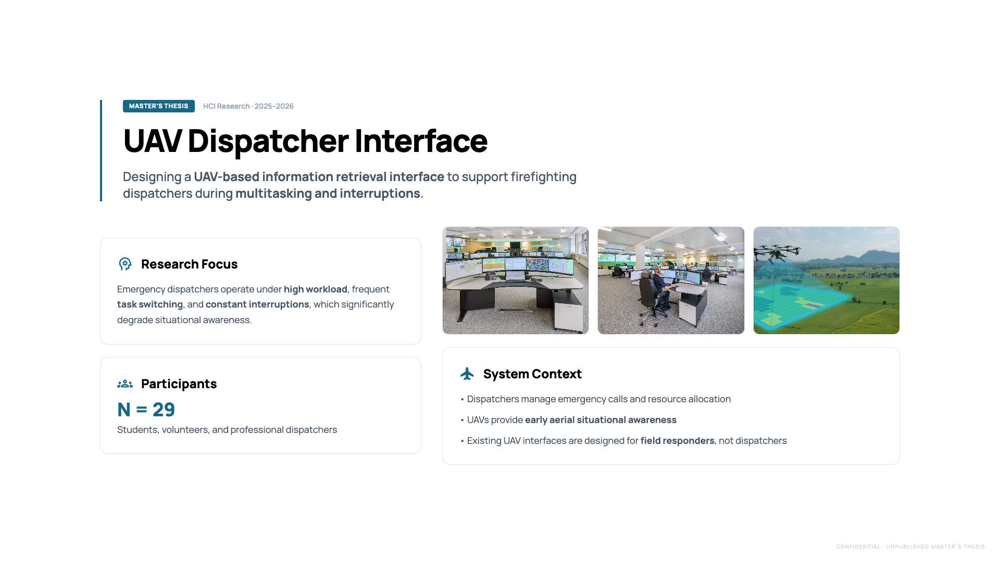 MASTER'S THESIS
HCI Research · 2025–2026
UAV Dispatcher Interface
Designing a UAV-based information retrieval interface to support firefighting
dispatchers during multitasking and interruptions.
Research Focus
Emergency dispatchers operate under high workload, frequent
task switching, and constant interruptions, which significantly
degrade situational awareness.
Participants
N = 29
Students, volunteers, and professional dispatchers
System Context
• Dispatchers manage emergency calls and resource allocation
• UAVs provide early aerial situational awareness
• Existing UAV interfaces are designed for field responders, not dispatchers
CONFIDENTIAL · UNPUBLISHED MASTER'S THESIS